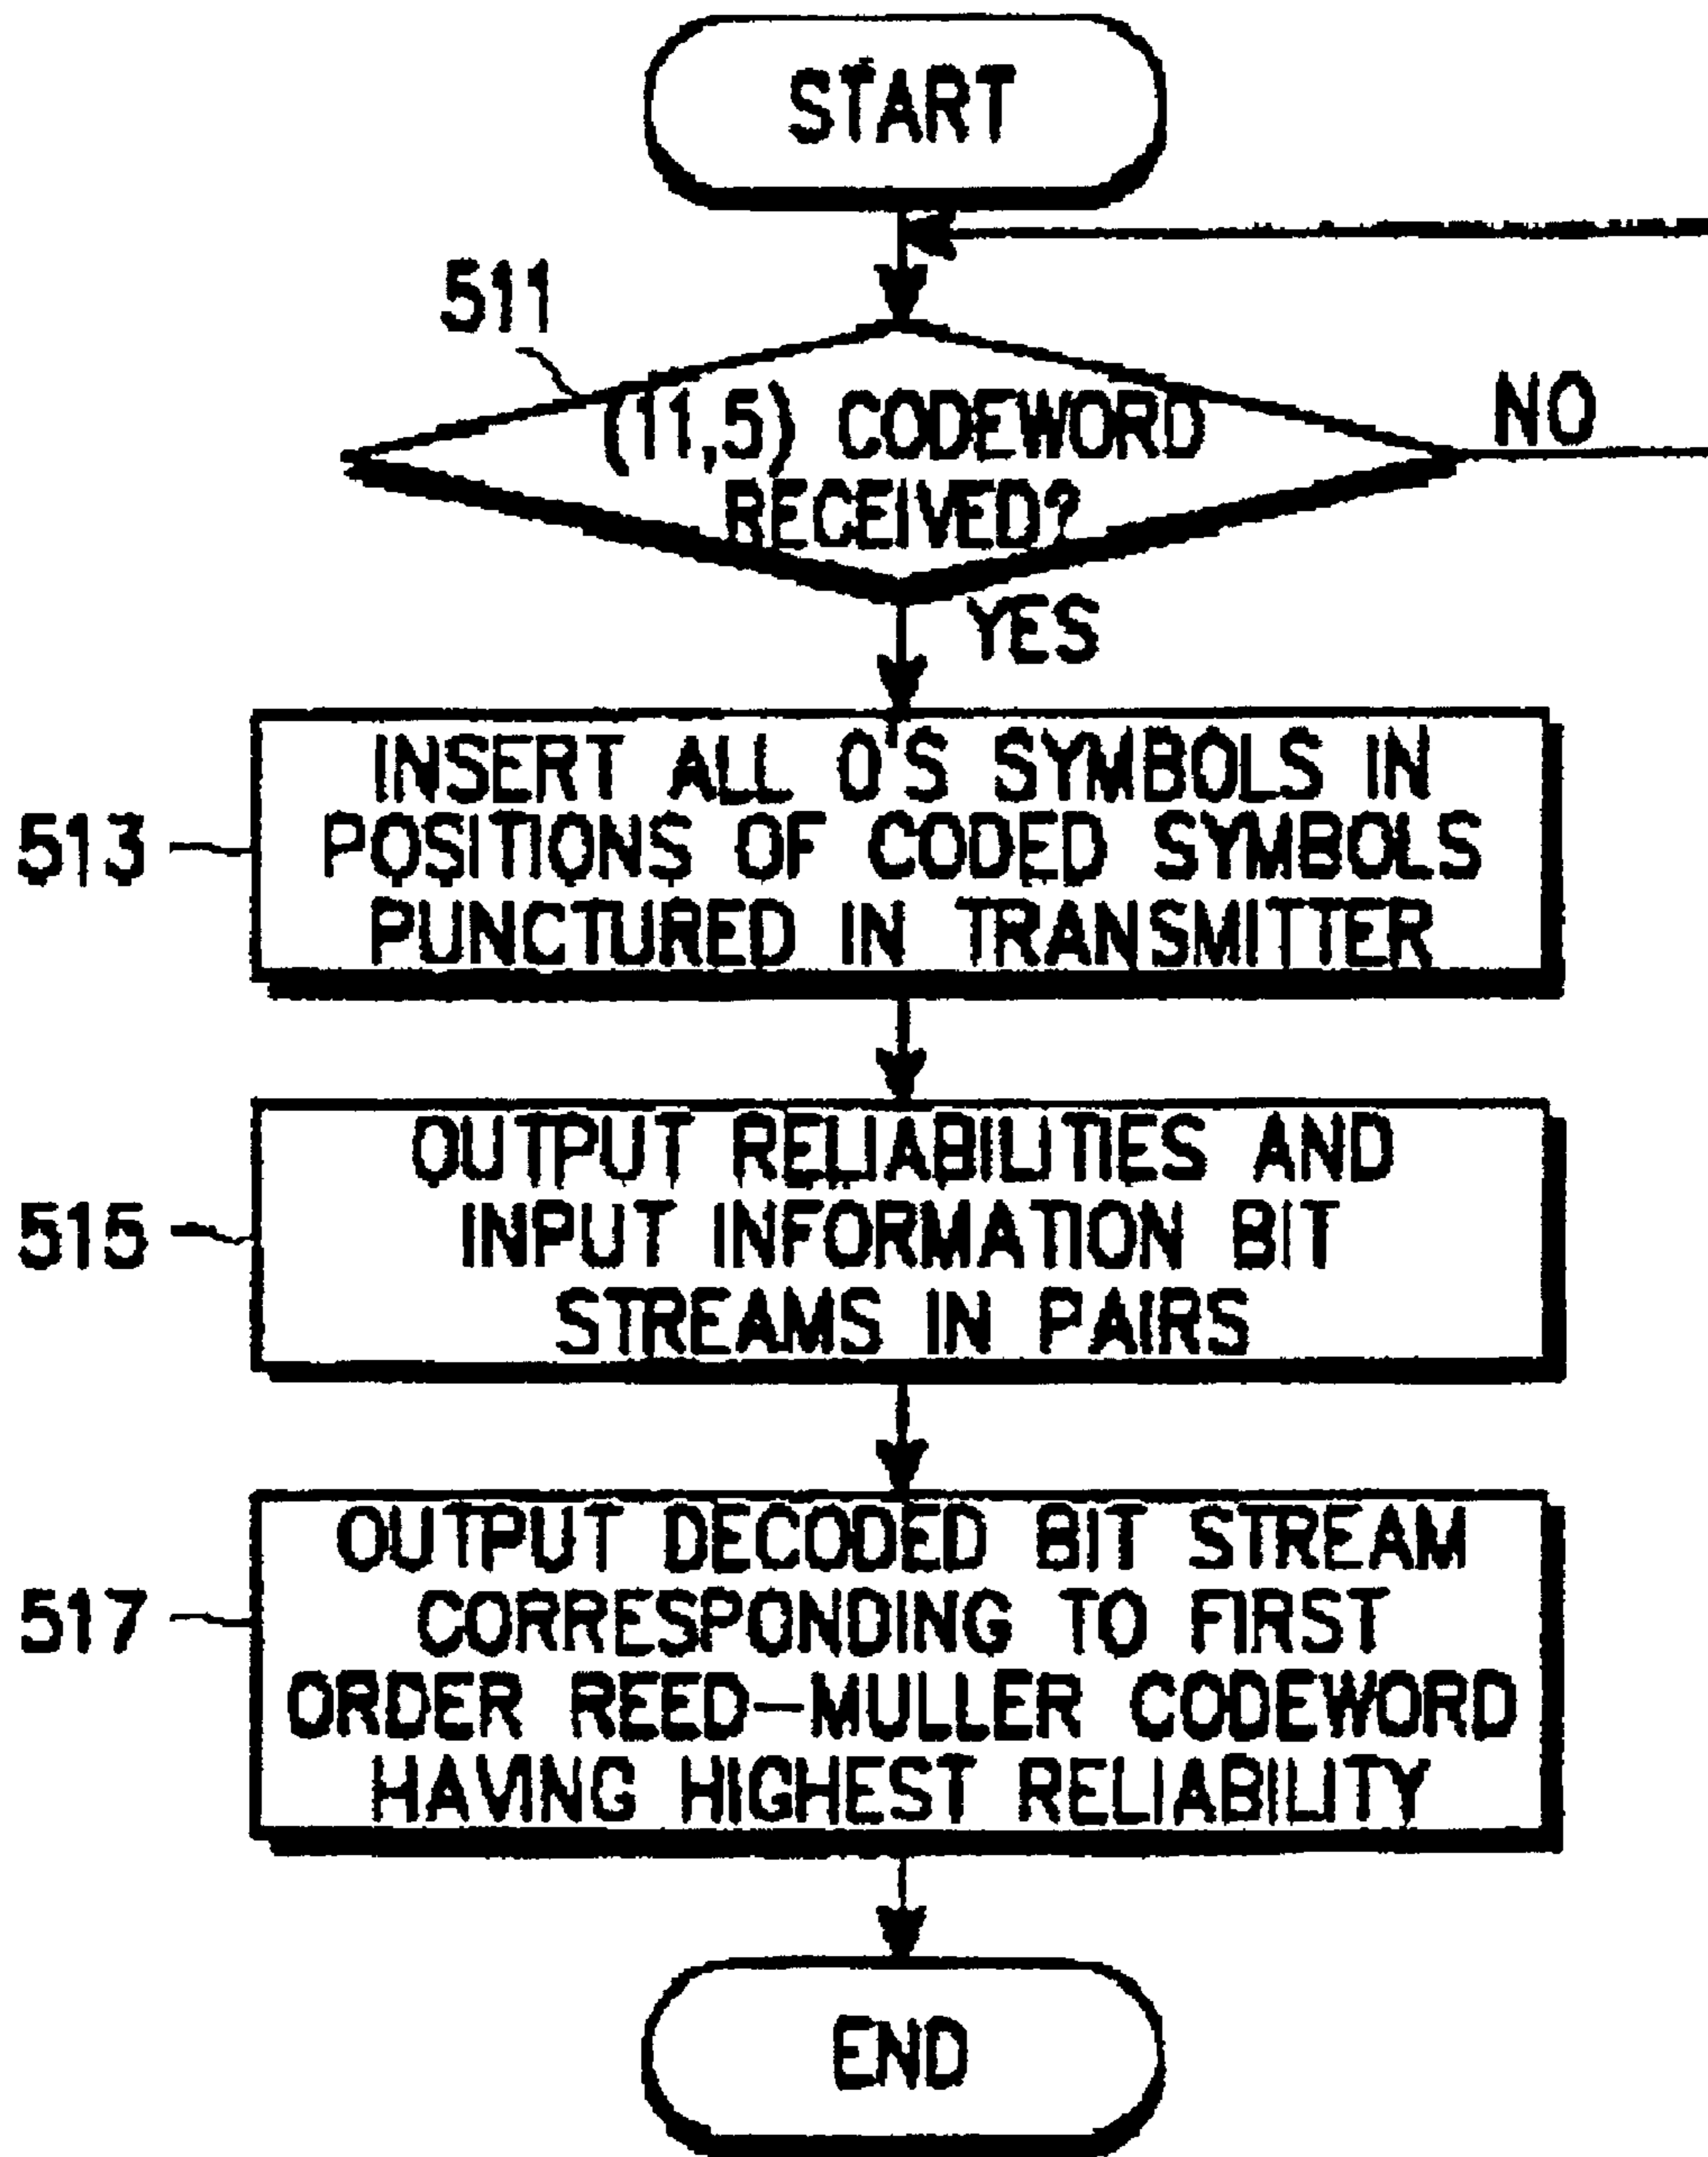 START
511
(11,5) CODEWORD
RECEIVED?
NO
YES
513
INSERT ALL 0'S SYMBOLS IN
POSITIONS OF CODED SYMBOLS
PUNCTURED IN TRANSMITTER
515
OUTPUT RELIABILITIES AND
INPUT INFORMATION BIT
STREAMS IN PAIRS
517
OUTPUT DECODED BIT STREAM
CORRESPONDING TO FIRST
ORDER REED-MULLER CODEWORD
HAVING HIGHEST RELIABILITY
END